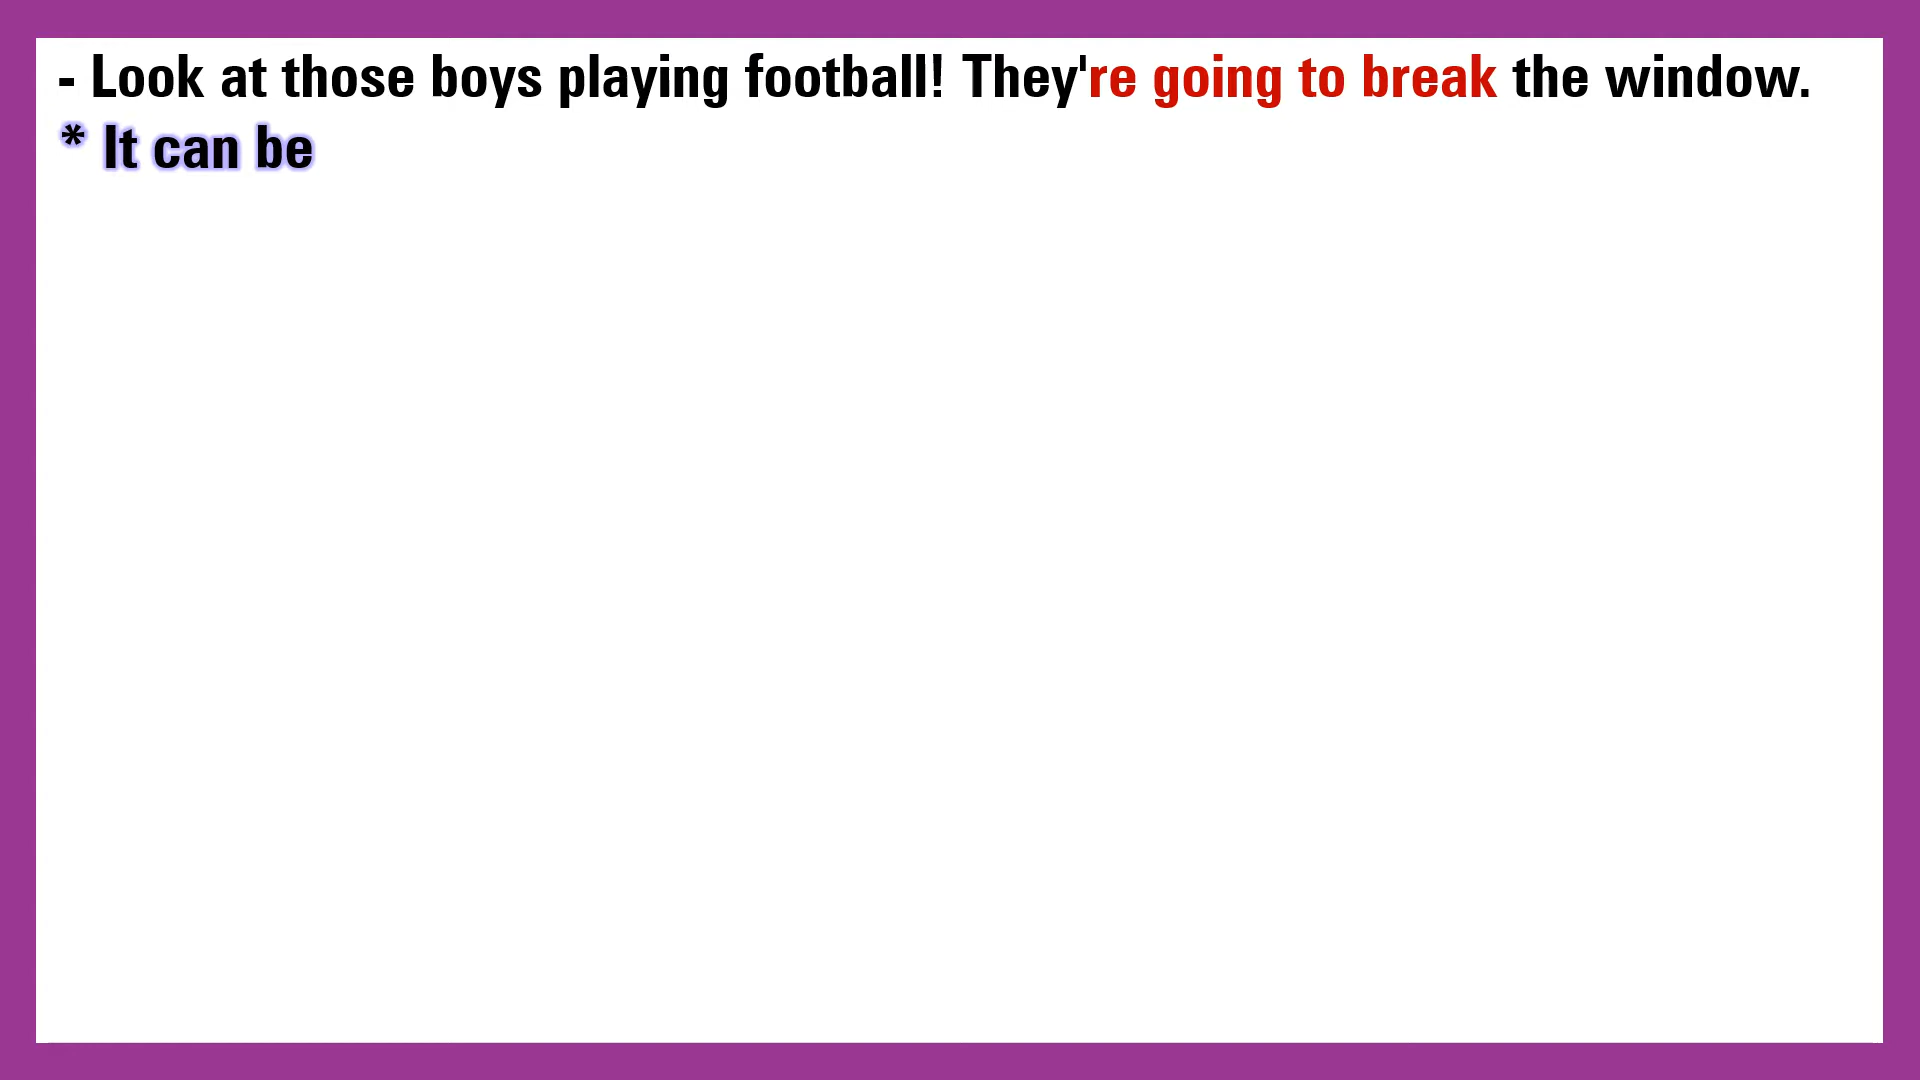 - Look at those boys playing football! They're going to break the window.
* It can be